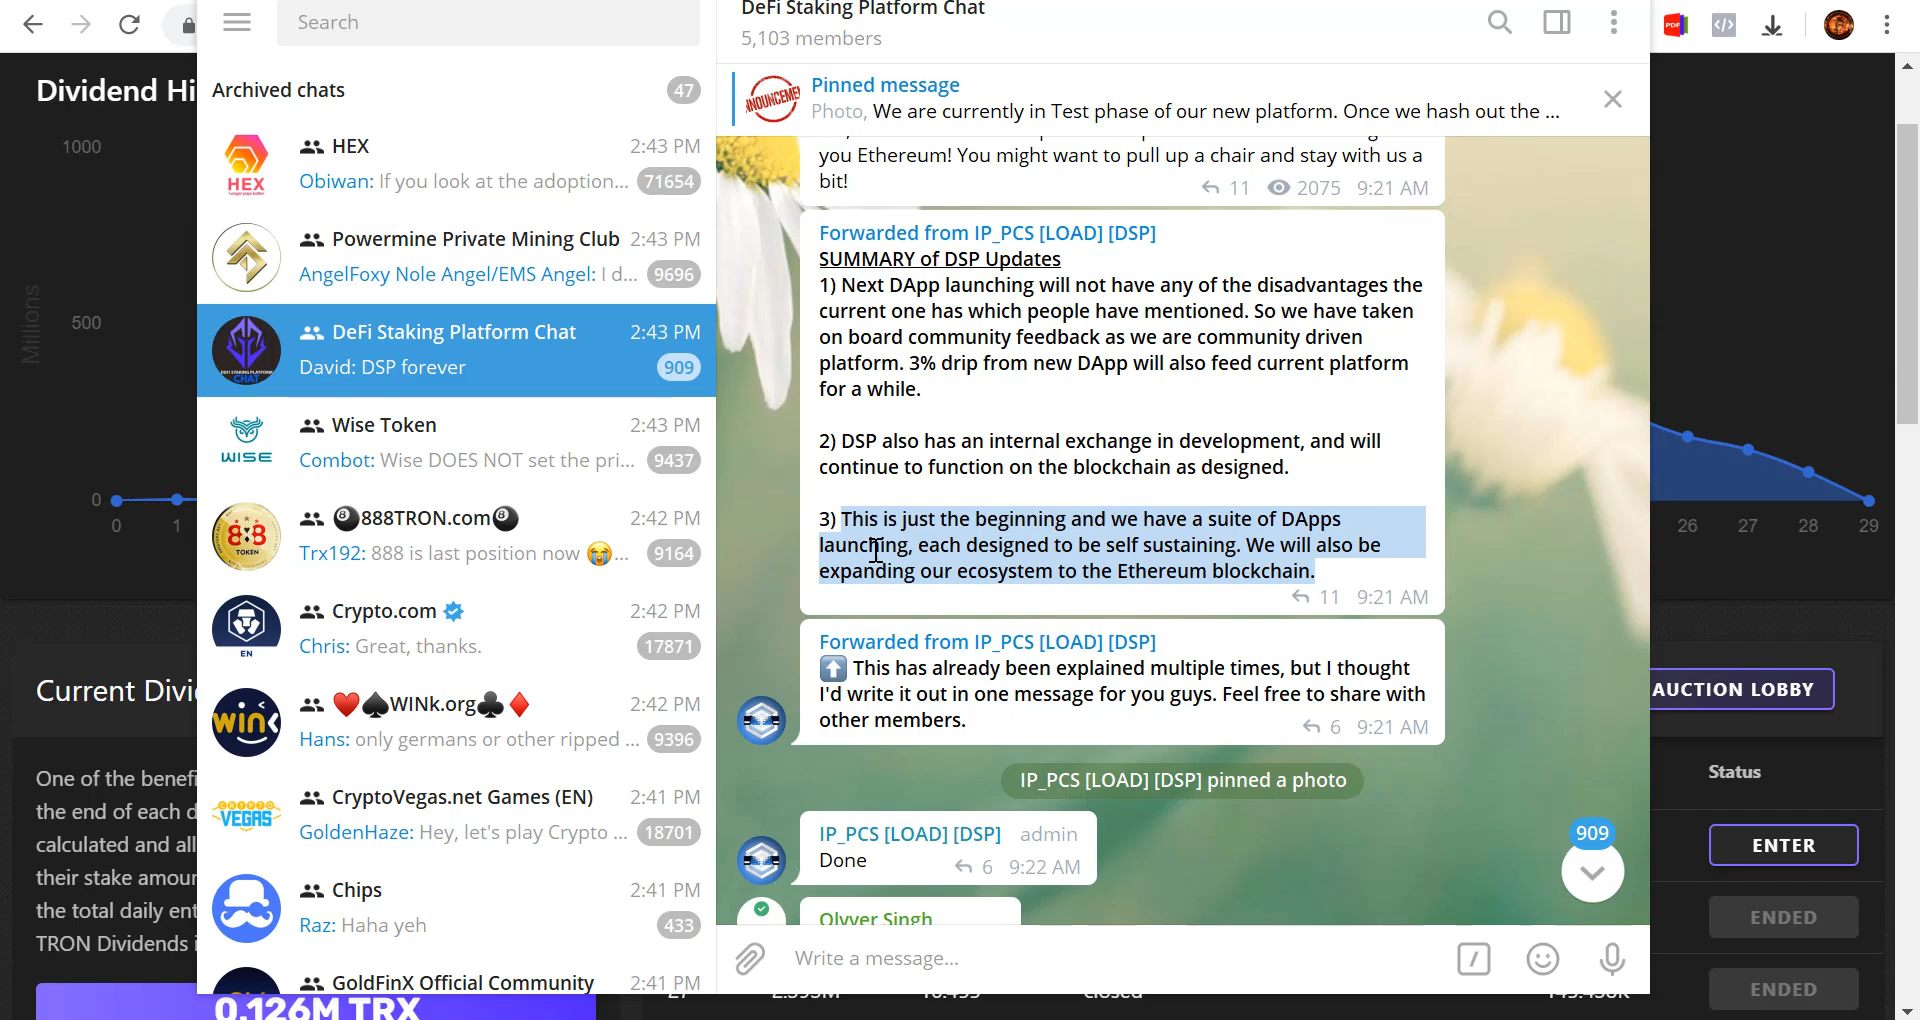 Dividend Hi
1000
500
0
Millions
0
1
Current Divi
One of the benefi
the end of each d
calculated and all
their stake amour
the total daily ent
TRON Dividends i
0.126M TRX
Search
Archived chats
47
HEX
2:43 PM
Obiwan: If you look at the adoption...
71654
HEX
Powermine Private Mining Club
2:43 PM
AngelFoxy Nole Angel/EMS Angel: I d...
9696
DeFi Staking Platform Chat
2:43 PM
David: DSP forever
909
DEFI STAKING PLATFORM
CHAT
Wise Token
2:43 PM
Combot: Wise DOES NOT set the pri...
9437
WISE
🎱888TRON.com🎱
2:42 PM
Trx192: 888 is last position now 😭...
9164
888
TOKEN
Crypto.com
2:42 PM
Chris: Great, thanks.
17871
EN
❤️♠️WINk.org♣️♦️
2:42 PM
Hans: only germans or other ripped ...
9396
WINK
CryptoVegas.net Games (EN)
2:41 PM
GoldenHaze: Hey, let's play Crypto ...
18701
CRYPTO
VEGAS
Chips
2:41 PM
Raz: Haha yeh
433
GoldFinX Official Community
2:41 PM
DeFi Staking Platform Chat
5,103 members
Pinned message
Photo, We are currently in Test phase of our new platform. Once we hash out the ...
you Ethereum! You might want to pull up a chair and stay with us a
bit!
11 2075 9:21 AM
Forwarded from IP_PCS [LOAD] [DSP]
SUMMARY of DSP Updates
1) Next DApp launching will not have any of the disadvantages the
current one has which people have mentioned. So we have taken
on board community feedback as we are community driven
platform. 3% drip from new DApp will also feed current platform
for a while.
2) DSP also has an internal exchange in development, and will
continue to function on the blockchain as designed.
3) This is just the beginning and we have a suite of DApps
launching, each designed to be self sustaining. We will also be
expanding our ecosystem to the Ethereum blockchain.
11 9:21 AM
Forwarded from IP_PCS [LOAD] [DSP]
⬆️ This has already been explained multiple times, but I thought
I'd write it out in one message for you guys. Feel free to share with
other members.
6 9:21 AM
IP_PCS [LOAD] [DSP] pinned a photo
IP_PCS [LOAD] [DSP] admin
Done
6 9:22 AM
Olyver Singh
909
Write a message...
PDF
26
27
28
29
AUCTION LOBBY
Status
ENTER
ENDED
ENDED